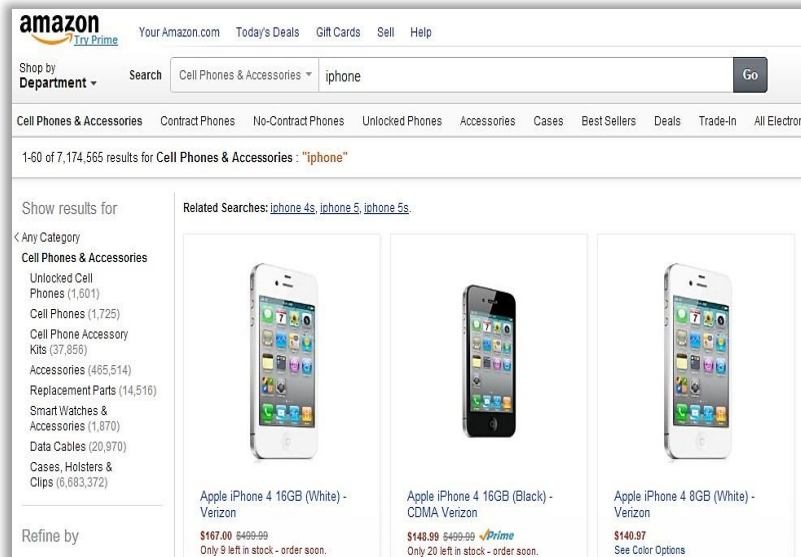 amazon
Try Prime
Your Amazon.com Today's Deals Gift Cards Sell Help
Shop by
Department
Search Cell Phones & Accessories iphone Go
Cell Phones & Accessories Contract Phones No-Contract Phones Unlocked Phones Accessories Cases Best Sellers Deals Trade-In All Electron
1-60 of 7,174,565 results for Cell Phones & Accessories : "iphone"
Show results for
< Any Category
Cell Phones & Accessories
Unlocked Cell
Phones (1,601)
Cell Phones (1,725)
Cell Phone Accessory
Kits (37,856)
Accessories (465,514)
Replacement Parts (14,516)
Smart Watches &
Accessories (1,870)
Data Cables (20,970)
Cases, Holsters &
Clips (6,683,372)
Refine by
Related Searches: iphone 4s, iphone 5, iphone 5s.
Apple iPhone 4 16GB (White) -
Verizon
$167.00 $499.99
Only 9 left in stock - order soon.
Apple iPhone 4 16GB (Black) -
CDMA Verizon
$148.99 $499.99 Prime
Only 20 left in stock - order soon.
Apple iPhone 4 8GB (White) -
Verizon
$140.97
See Color Options